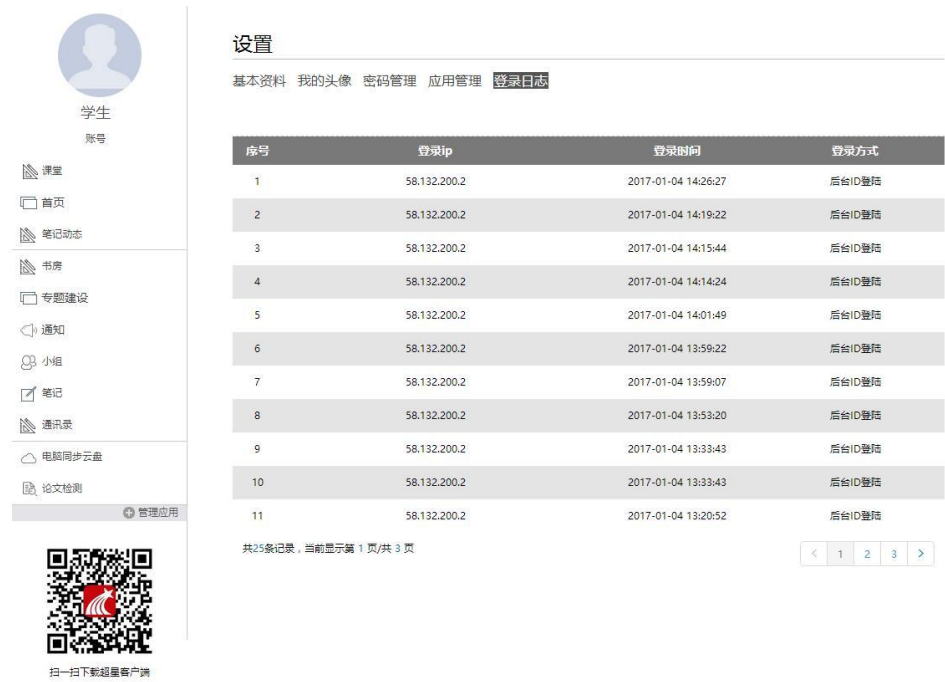 学生
账号
课堂
首页
笔记动态
书房
专题建设
通知
小组
笔记
通讯录
电脑同步云盘
论文检测
管理应用
扫一扫下载超星客户端
设置
基本资料 我的头像 密码管理 应用管理 登录日志
序号 登录ip 登录时间 登录方式
1 58.132.200.2 2017-01-04 14:26:27 后台ID登陆
2 58.132.200.2 2017-01-04 14:19:22 后台ID登陆
3 58.132.200.2 2017-01-04 14:15:44 后台ID登陆
4 58.132.200.2 2017-01-04 14:14:24 后台ID登陆
5 58.132.200.2 2017-01-04 14:01:49 后台ID登陆
6 58.132.200.2 2017-01-04 13:59:22 后台ID登陆
7 58.132.200.2 2017-01-04 13:59:07 后台ID登陆
8 58.132.200.2 2017-01-04 13:53:20 后台ID登陆
9 58.132.200.2 2017-01-04 13:33:43 后台ID登陆
10 58.132.200.2 2017-01-04 13:33:43 后台ID登陆
11 58.132.200.2 2017-01-04 13:20:52 后台ID登陆
共25条记录，当前显示第 1 页/共 3 页
< 1 2 3 >